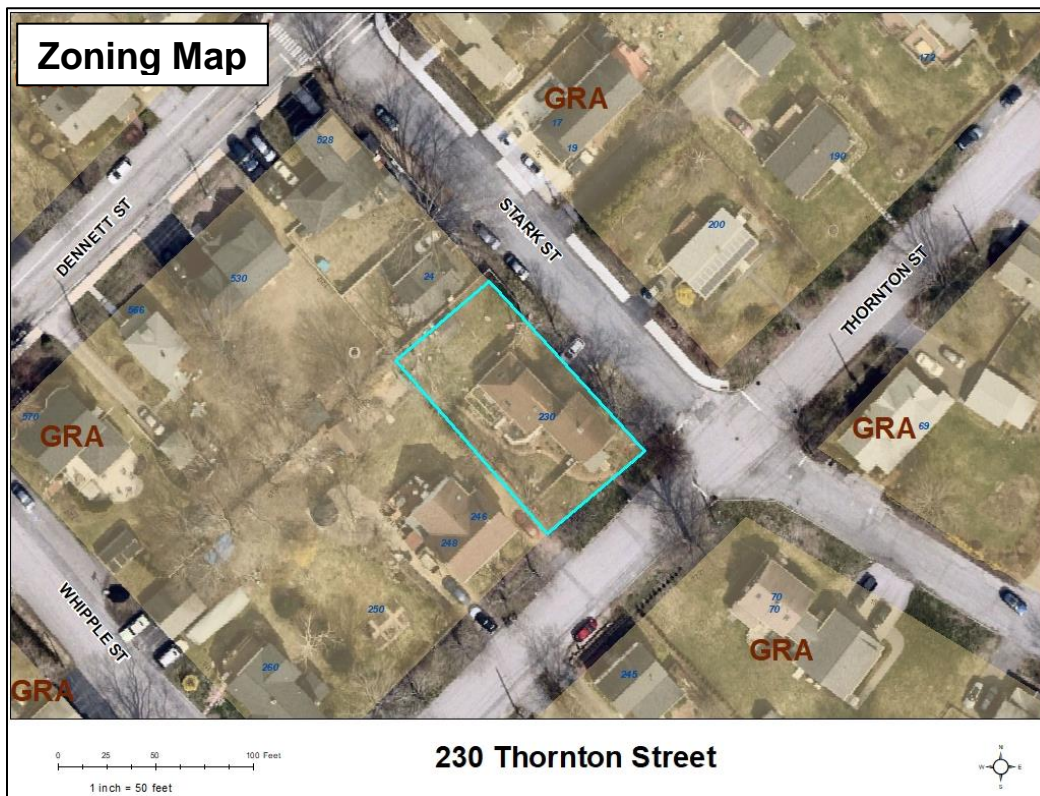 Zoning Map
172
GRA
17
19
528
190
DENNETT ST
STARK ST
200
530
24
THORNTON ST
566
230
570
GRA
GRA
69
246
248
WHIPPLE ST
250
70
70
GRA
260
245
GRA
0 25 50 100 Feet
1 inch = 50 feet
230 Thornton Street
N
W E
S